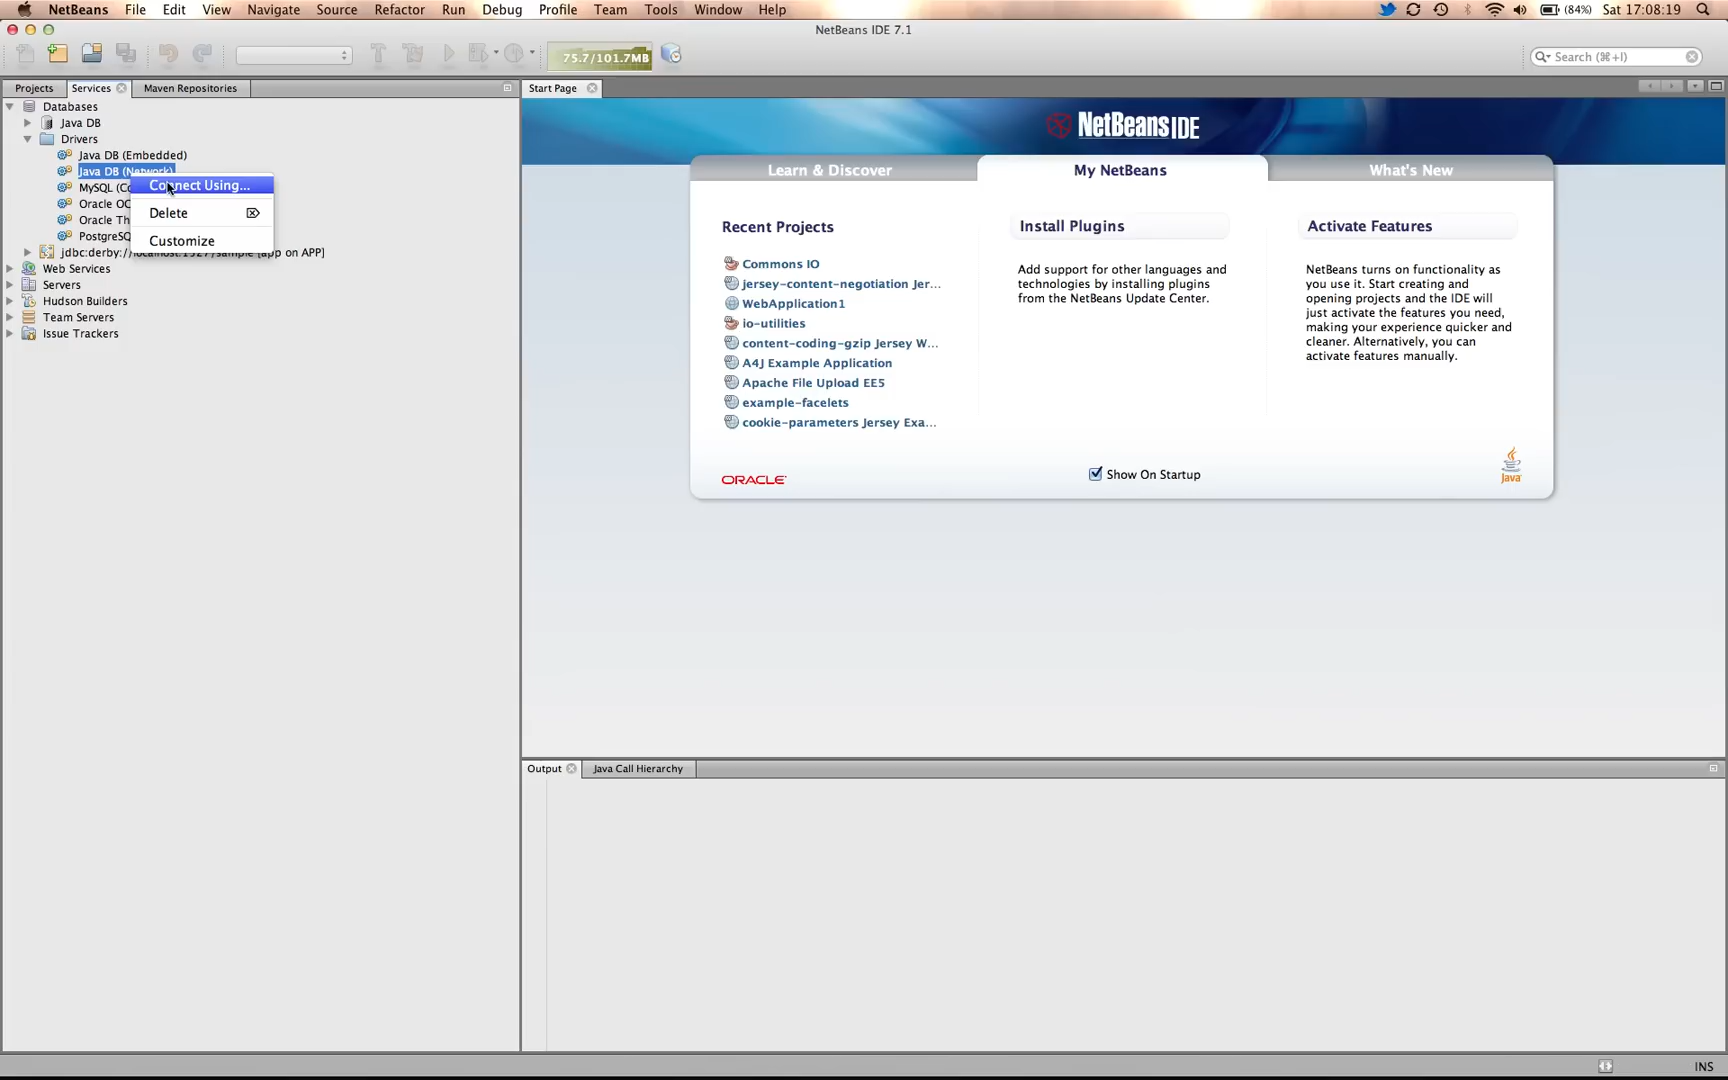 NetBeans File Edit View Navigate Source Refactor Run Debug Profile Team Tools Window Help (84%) Sat 17:08:19
NetBeans IDE 7.1
75.7/101.7MB
Search (⌘+I)
Projects Services Maven Repositories
Start Page
Databases
Java DB
Drivers
Java DB (Embedded)
Java DB (Network)
MySQL (Co
Oracle OC
Oracle Th
PostgreSQ
jdbc:derby://localhost:1527/sample [app on APP]
Web Services
Servers
Hudson Builders
Team Servers
Issue Trackers
Connect Using...
Delete
Customize
NetBeans IDE
Learn & Discover
My NetBeans
What's New
Recent Projects
Commons IO
jersey-content-negotiation Jer...
WebApplication1
io-utilities
content-coding-gzip Jersey W...
A4J Example Application
Apache File Upload EE5
example-facelets
cookie-parameters Jersey Exa...
Install Plugins
Add support for other languages and
technologies by installing plugins
from the NetBeans Update Center.
Activate Features
NetBeans turns on functionality as
you use it. Start creating and
opening projects and the IDE will
just activate the features you need,
making your experience quicker and
cleaner. Alternatively, you can
activate features manually.
ORACLE
Show On Startup
Java
Output Java Call Hierarchy
INS